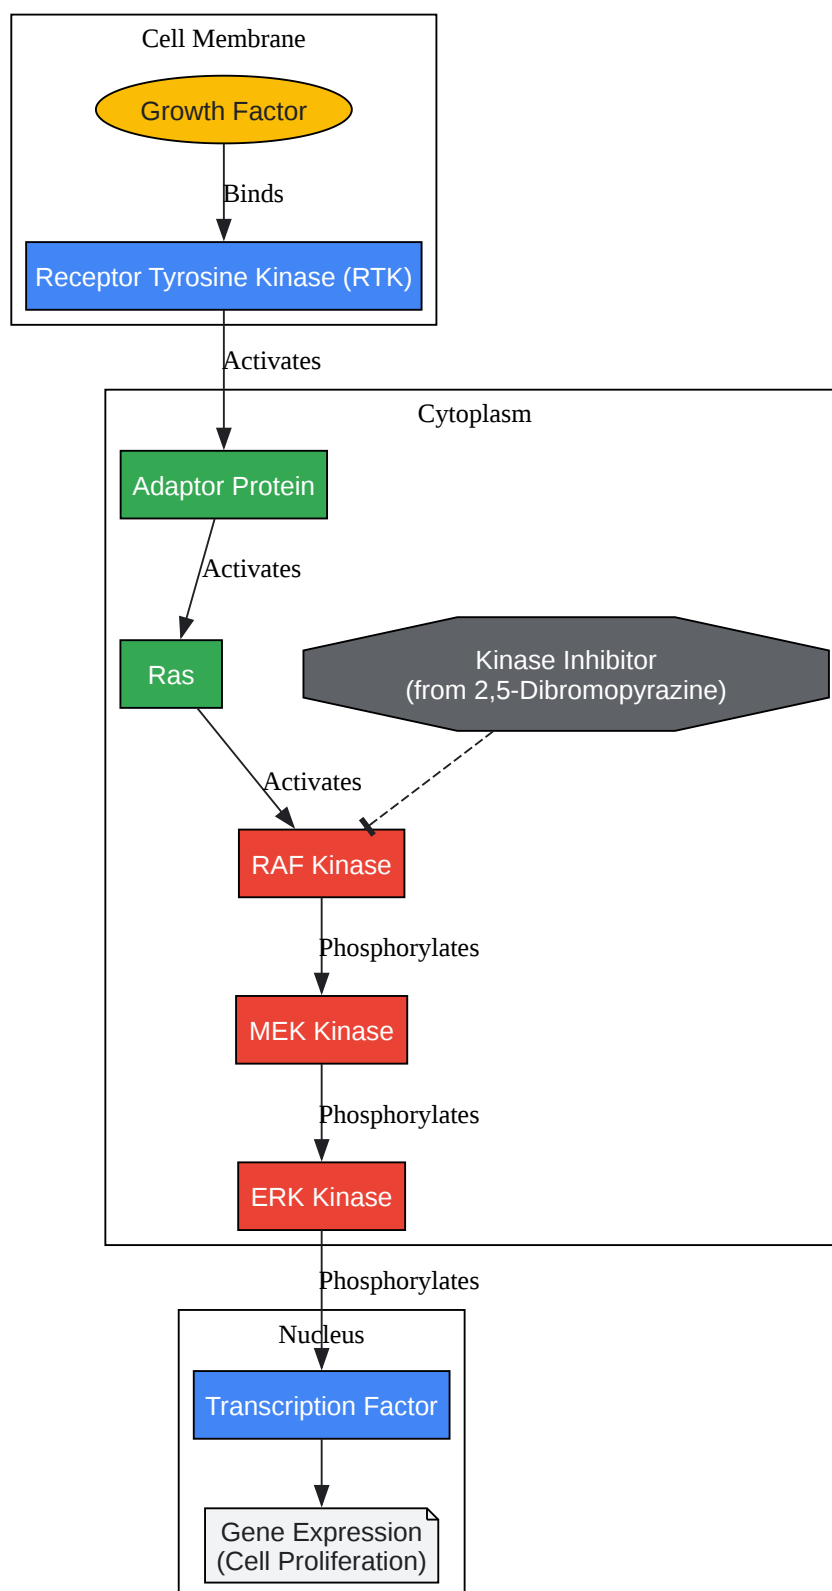 Cell Membrane
Growth Factor
Binds
Receptor Tyrosine Kinase (RTK)
Activates
Cytoplasm
Adaptor Protein
Activates
Ras
Kinase Inhibitor
(from 2,5-Dibromopyrazine)
Activates
RAF Kinase
Phosphorylates
MEK Kinase
Phosphorylates
ERK Kinase
Phosphorylates
Nucleus
Transcription Factor
Gene Expression
(Cell Proliferation)